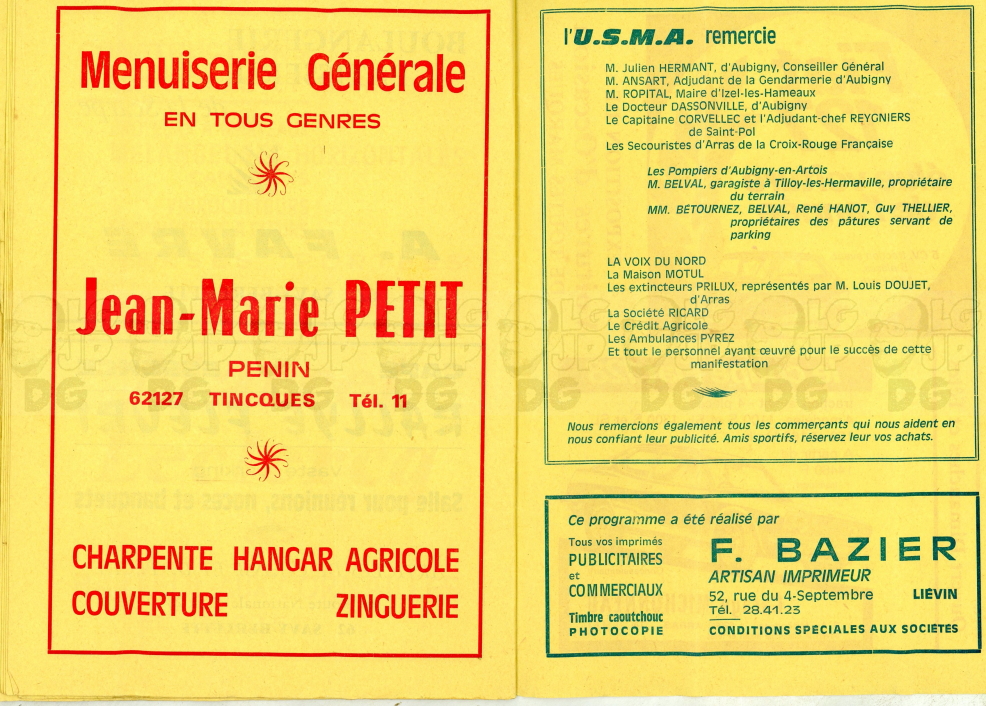 Menuiserie Générale
EN TOUS GENRES
Jean-Marie PETIT
PENIN
62127 TINCQUES Tél. 11
CHARPENTE HANGAR AGRICOLE
COUVERTURE ZINGUERIE
l'U.S.M.A. remercie
M. Julien HERMANT, d'Aubigny, Conseiller Général
M. ANSART, Adjudant de la Gendarmerie d'Aubigny
M. ROPITAL, Maire d'Izel-les-Hameaux
Le Docteur DASSONVILLE, d'Aubigny
Le Capitaine CORVELLEC et l'Adjudant-chef REYGNIERS
de Saint-Pol
Les Secouristes d'Arras de la Croix-Rouge Française
Les Pompiers d'Aubigny-en-Artois
M. BELVAL, garagiste à Tilloy-les-Hermaville, propriétaire
du terrain
MM. BETOURNEZ, BELVAL, René HANOT, Guy THELLIER,
propriétaires des pâtures servant de
parking
LA VOIX DU NORD
La Maison MOTUL
Les extincteurs PRILUX, représentés par M. Louis DOUJET,
d'Arras
La Société RICARD
Le Crédit Agricole
Les Ambulances PYREZ
Et tout le personnel ayant œuvré pour le succès de cette
manifestation
Nous remercions également tous les commerçants qui nous aident en
nous confiant leur publicité. Amis sportifs, réservez leur vos achats.
Ce programme a été réalisé par
Tous vos imprimés
PUBLICITAIRES
et
COMMERCIAUX
Timbre caoutchouc
PHOTOCOPIE
F. BAZIER
ARTISAN IMPRIMEUR
52, rue du 4-Septembre LIÉVIN
Tél. 28.41.23
CONDITIONS SPÉCIALES AUX SOCIÉTÉS